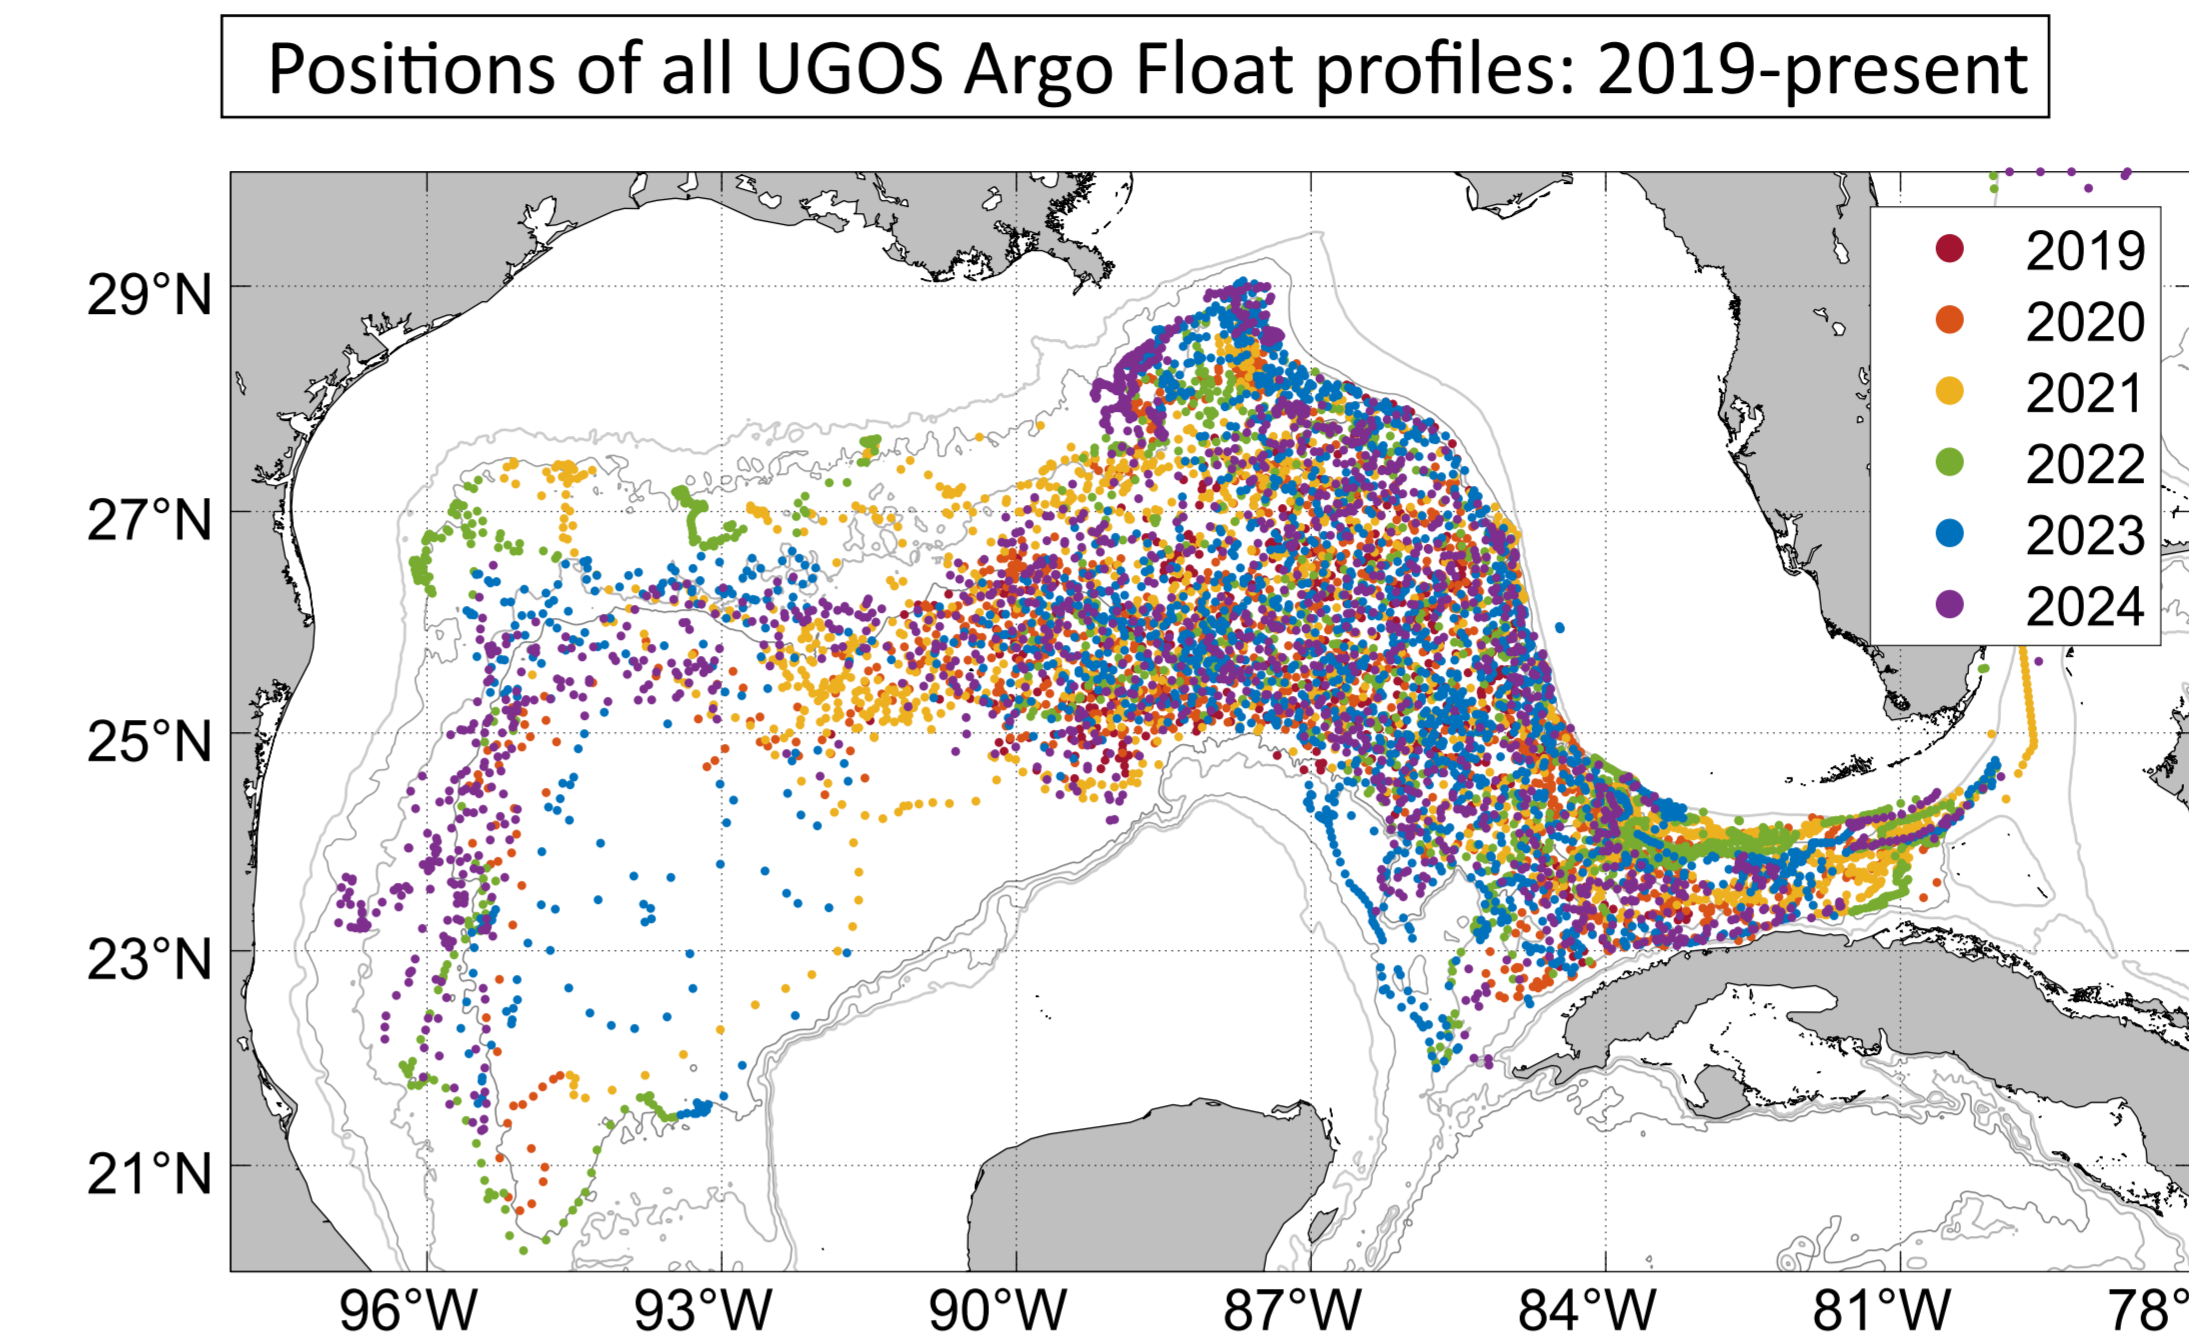 Positions of all UGOS Argo Float profiles: 2019-present
2019
2020
2021
2022
2023
2024
29°N
27°N
25°N
23°N
21°N
96°W 93°W 90°W 87°W 84°W 81°W 78°